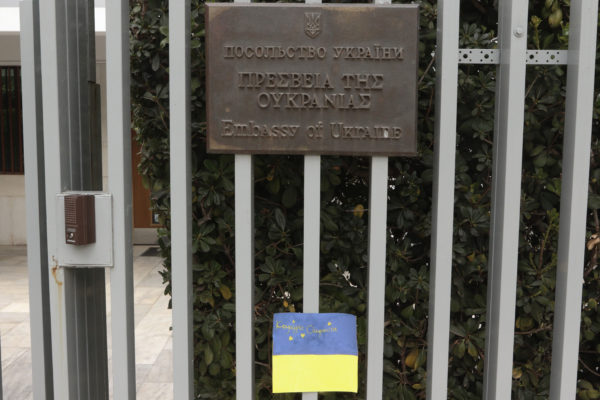 ПОСОЛЬСТВО УКРАЇНИ
ΠΡΕΣΒΕΙΑ ΤΗΣ
ΟΥΚΡΑΝΙΑΣ
Embassy of Ukraine